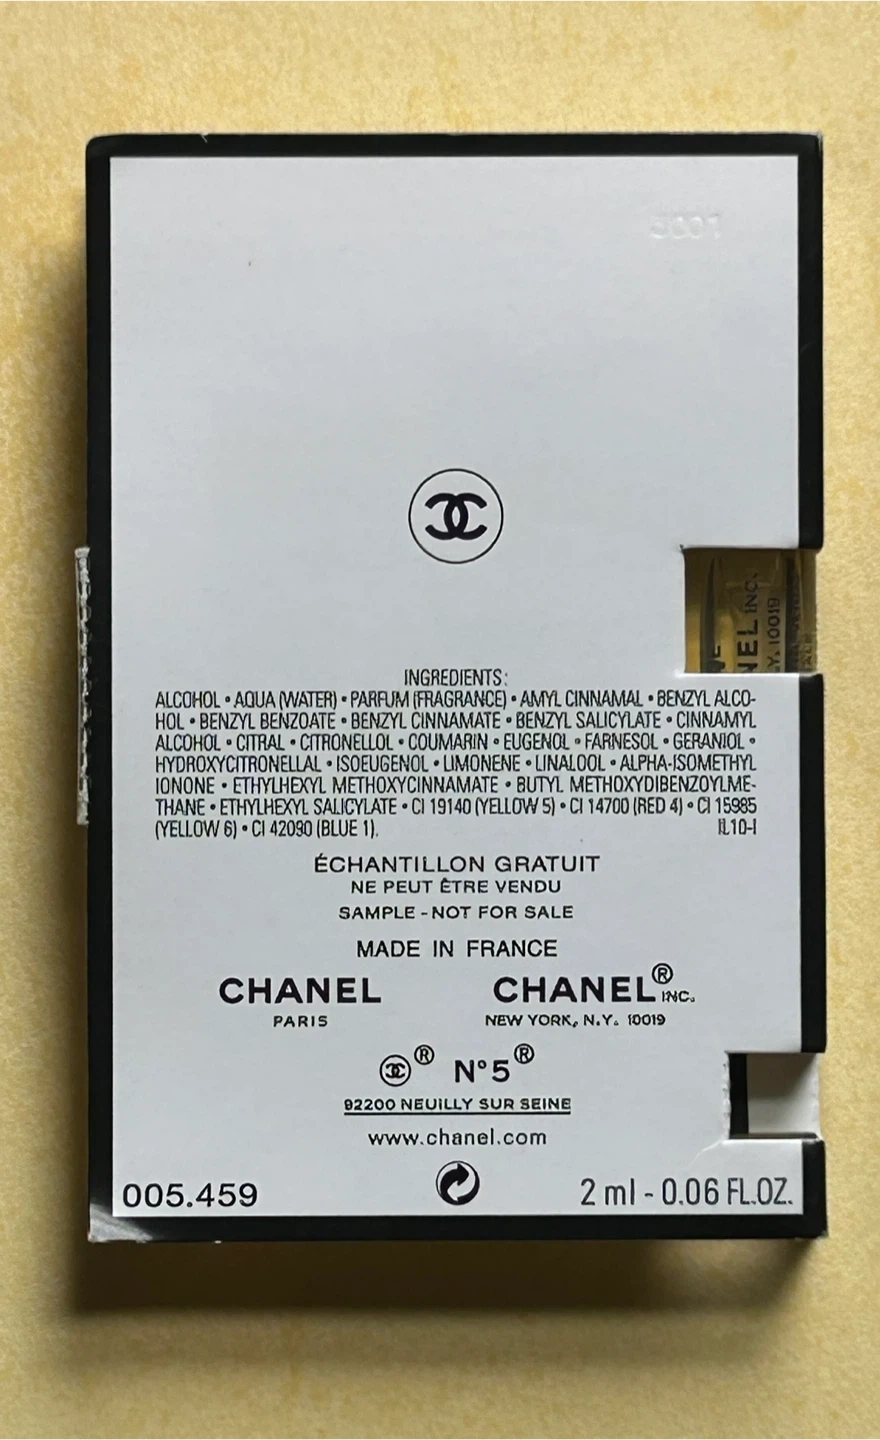 NEL INC.
Y. 10019
INGREDIENTS:
ALCOHOL • AQUA (WATER) • PARFUM (FRAGRANCE) • AMYL CINNAMAL • BENZYL ALCO-
HOL • BENZYL BENZOATE • BENZYL CINNAMATE • BENZYL SALICYLATE • CINNAMYL
ALCOHOL • CITRAL • CITRONELLOL • COUMARIN • EUGENOL • FARNESOL • GERANIOL •
HYDROXYCITRONELLAL • ISOEUGENOL • LIMONENE • LINALOOL • ALPHA-ISOMETHYL
IONONE • ETHYLHEXYL METHOXYCINNAMATE • BUTYL METHOXYDIBENZOYLME-
THANE • ETHYLHEXYL SALICYLATE • CI 19140 (YELLOW 5) • CI 14700 (RED 4) • CI 15985
(YELLOW 6) • CI 42090 (BLUE 1). IL10-I
ÉCHANTILLON GRATUIT
NE PEUT ÊTRE VENDU
SAMPLE - NOT FOR SALE
MADE IN FRANCE
CHANEL CHANEL® INC.
PARIS NEW YORK, N.Y. 10019
® N°5®
92200 NEUILLY SUR SEINE
www.chanel.com
005.459 2 ml - 0.06 FL.OZ.